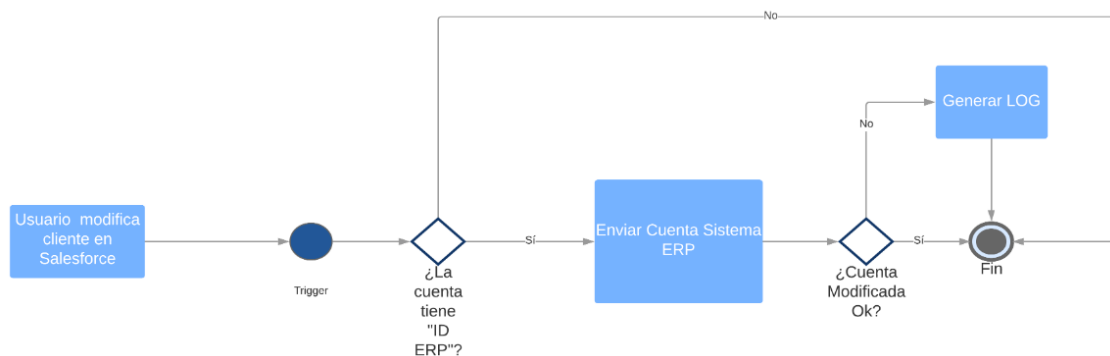 No
Generar LOG
No
Usuario modifica
cliente en
Salesforce
Trigger
¿La
cuenta
tiene
"ID
ERP"?
Sí
Enviar Cuenta Sistema
ERP
¿Cuenta
Modificada
Ok?
Sí
Fin